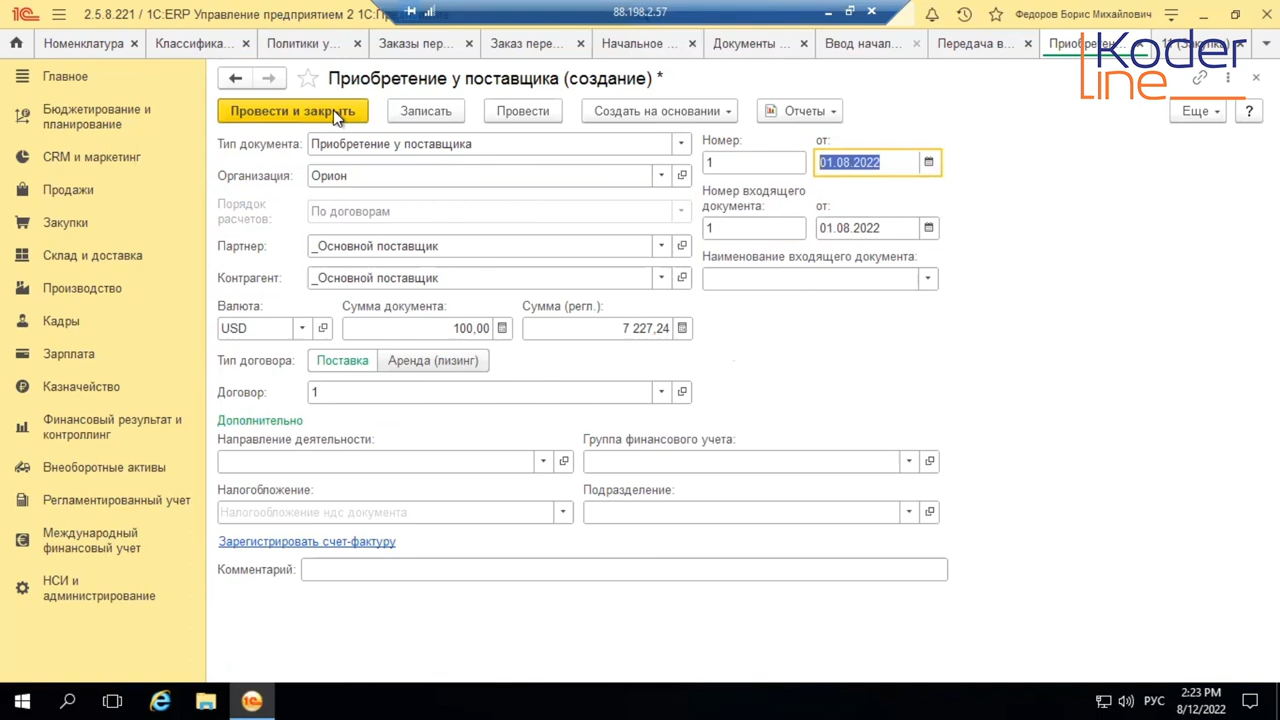 2.5.8.221 / 1С:ERP Управление предприятием 2 1С:П
88.198.2.57
Федоров Борис Михайлович
Номенклатура
Классифика...
Политики у...
Заказы пер...
Заказ пере...
Начальное ...
Документы ...
Ввод начал...
Передача в...
Koder
line
Главное
Бюджетирование и
планирование
CRM и маркетинг
Продажи
Закупки
Склад и доставка
Производство
Кадры
Зарплата
Казначейство
Финансовый результат и
контроллинг
Внеоборотные активы
Регламентированный учет
Международный
финансовый учет
НСИ и
администрирование
Приобретение у поставщика (создание) *
Провести и закрыть
Записать
Провести
Создать на основании
Отчеты
Еще
?
Тип документа: Приобретение у поставщика
Номер: от:
1 01.08.2022
Организация: Орион
Порядок
расчетов: По договорам
Номер входящего
документа: от:
1 01.08.2022
Партнер: _Основной поставщик
Наименование входящего документа:
Контрагент: _Основной поставщик
Валюта: Сумма документа: Сумма (регл.):
USD 100,00 7 227,24
Тип договора: Поставка Аренда (лизинг)
Договор: 1
Дополнительно
Направление деятельности: Группа финансового учета:
Налогообложение: Подразделение:
Налогообложение ндс документа
Зарегистрировать счет-фактуру
Комментарий:
РУС
2:23 PM
8/12/2022